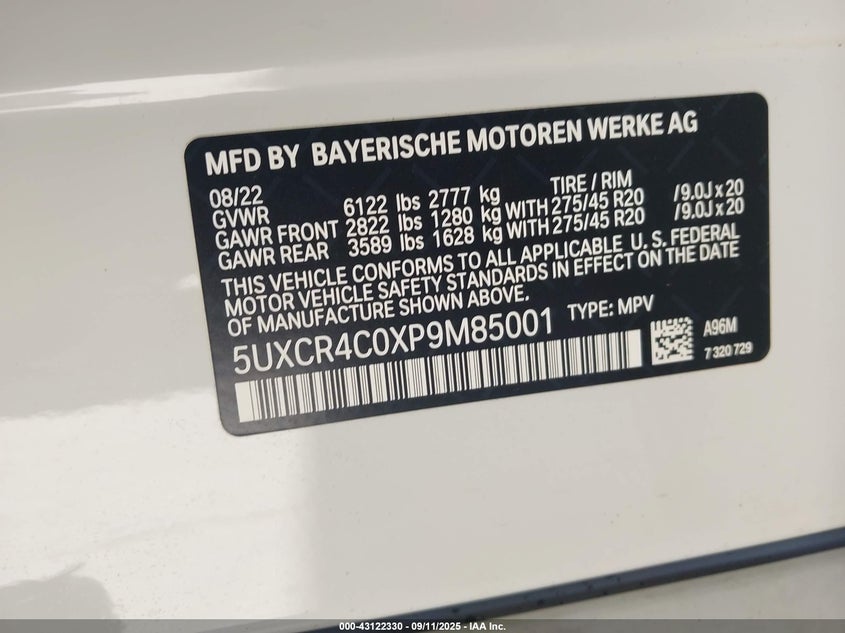 MFD BY BAYERISCHE MOTOREN WERKE AG
08/22 TIRE / RIM
GVWR 6122 lbs 2777 kg
GAWR FRONT 2822 lbs 1280 kg WITH 275/45 R20 /9.0J x 20
GAWR REAR 3589 lbs 1628 kg WITH 275/45 R20 /9.0J x 20
THIS VEHICLE CONFORMS TO ALL APPLICABLE U. S. FEDERAL
MOTOR VEHICLE SAFETY STANDARDS IN EFFECT ON THE DATE
OF MANUFACTURE SHOWN ABOVE.
5UXCR4C0XP9M85001 TYPE: MPV
A96M
7 320 729
000-43122330 - 09/11/2025 - IAA Inc.